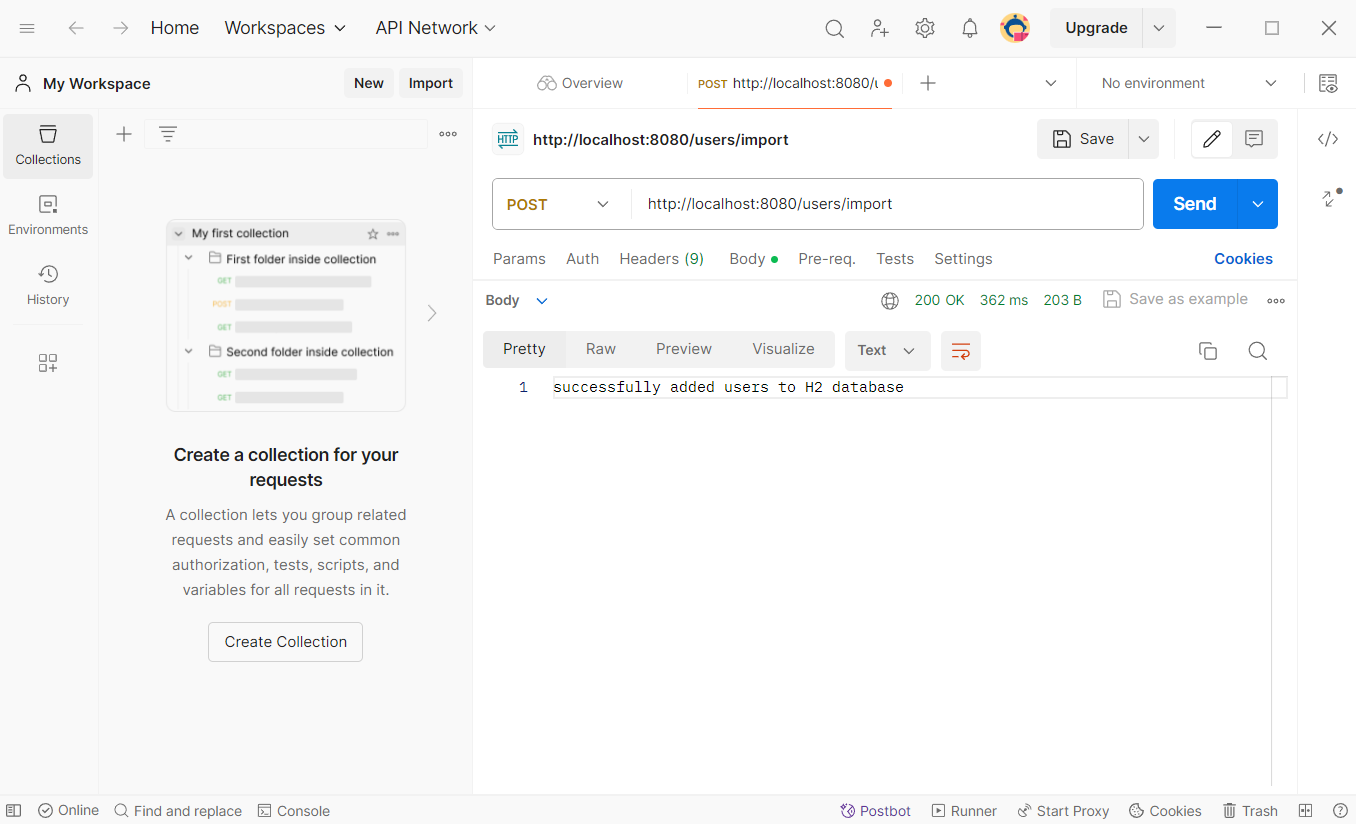 Home Workspaces API Network Upgrade
My Workspace New Import
Overview POST http://localhost:8080/u No environment
Collections
Environments
History
My first collection
First folder inside collection
GET
POST
GET
Second folder inside collection
GET
GET
Create a collection for your
requests
A collection lets you group related
requests and easily set common
authorization, tests, scripts, and
variables for all requests in it.
Create Collection
HTTP http://localhost:8080/users/import Save
POST http://localhost:8080/users/import Send
Params Auth Headers (9) Body Pre-req. Tests Settings Cookies
Body 200 OK 362 ms 203 B Save as example
Pretty Raw Preview Visualize Text
1 successfully added users to H2 database
Online Find and replace Console Postbot Runner Start Proxy Cookies Trash